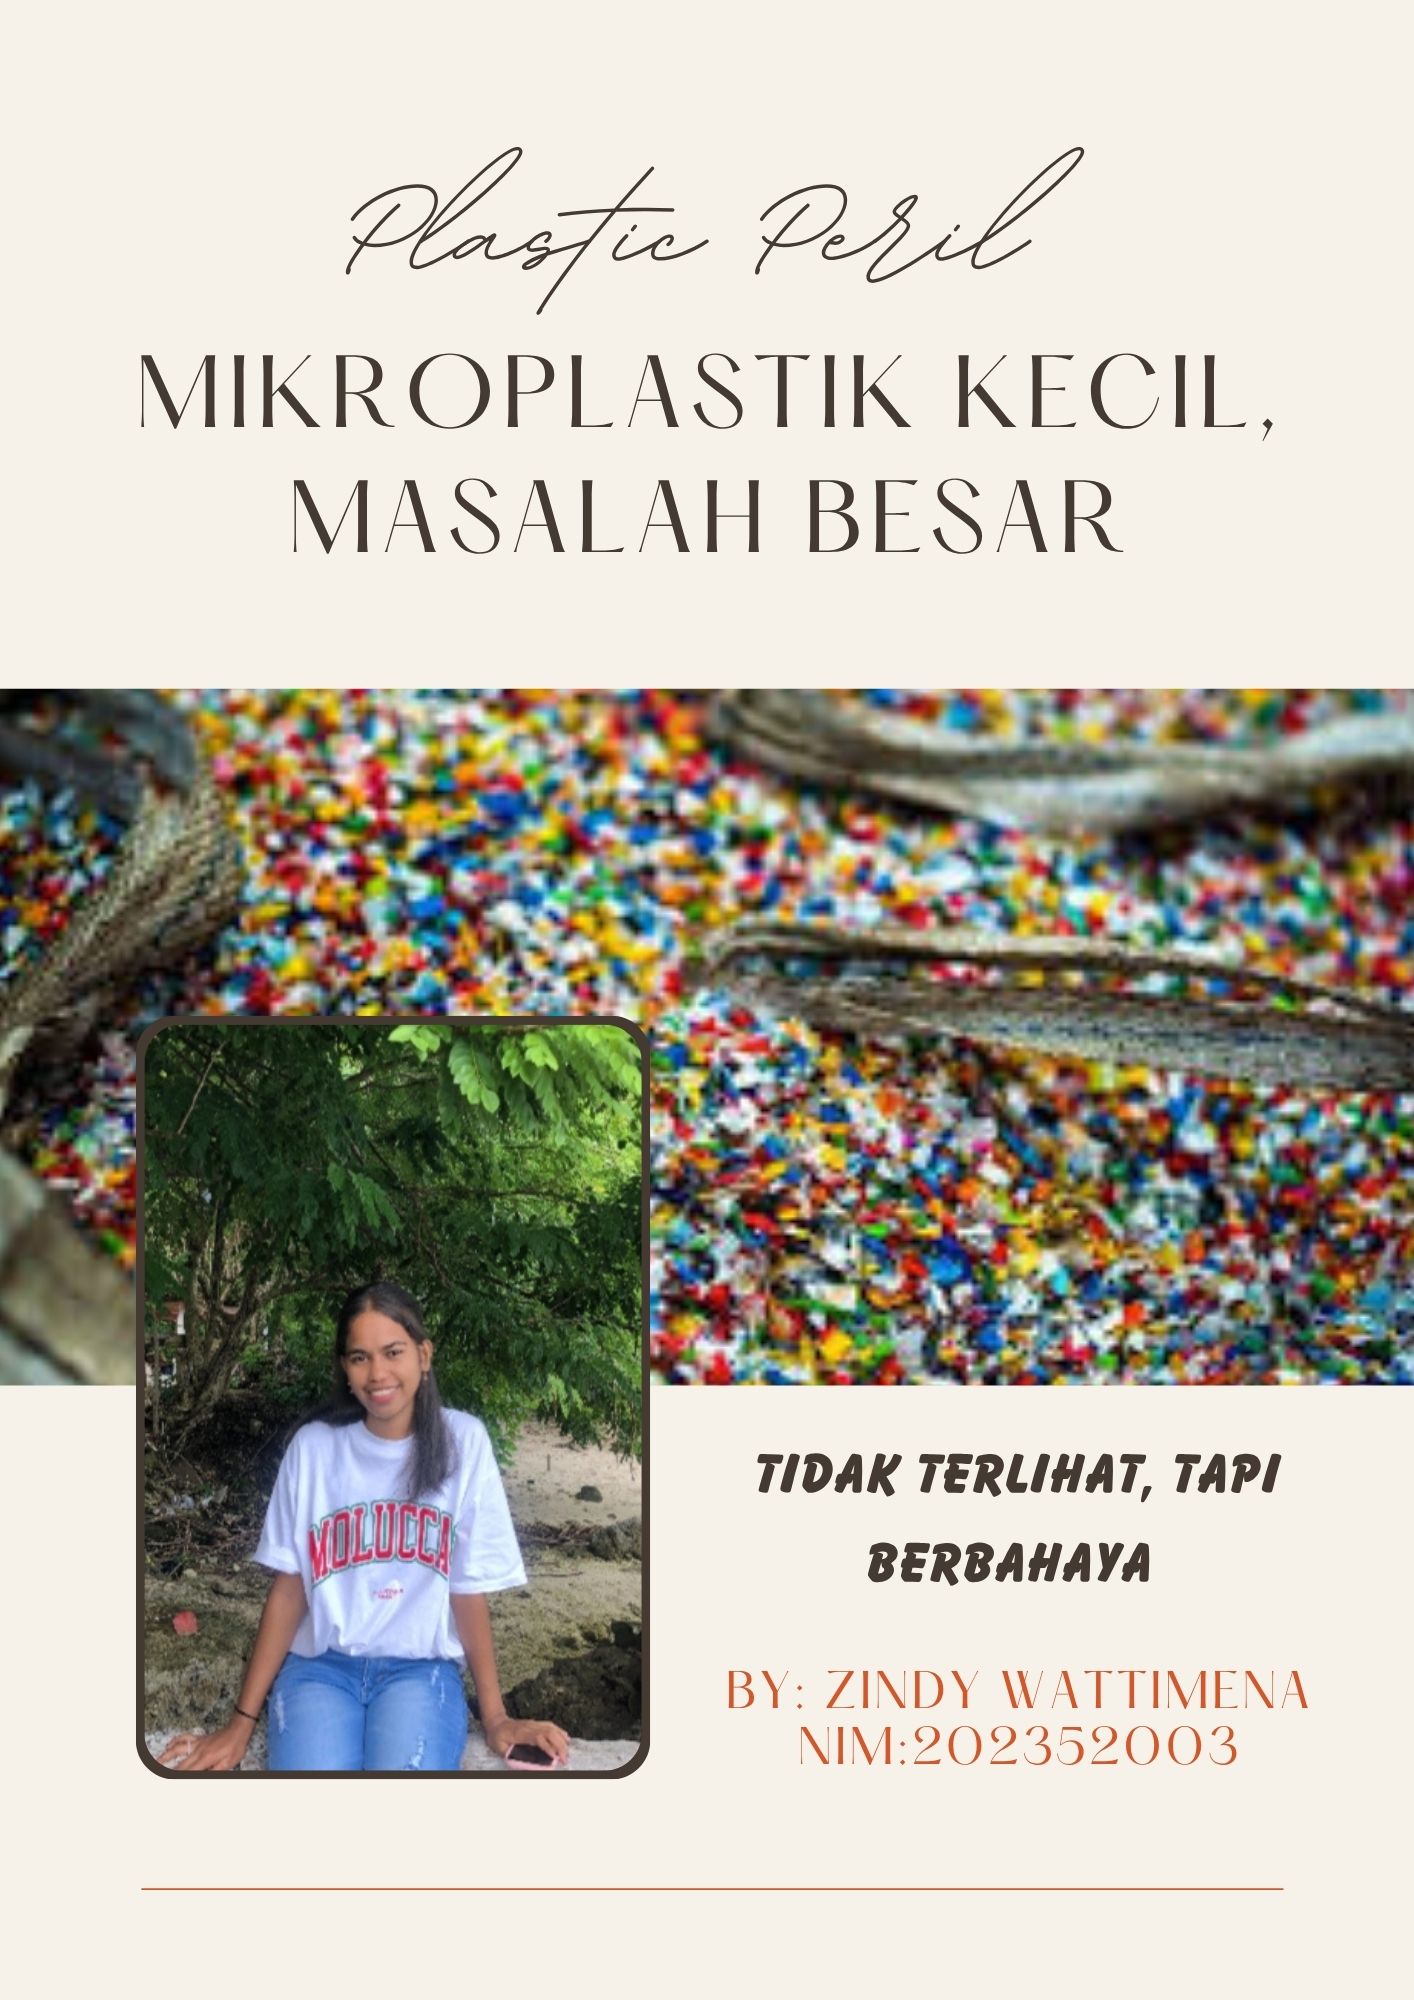 Plastic Peril
MIKROPLASTIK KECIL,
MASALAH BESAR
MOLUCCA
TIDAK TERLIHAT, TAPI
BERBAHAYA
BY: ZINDY WATTIMENA
NIM:202352003